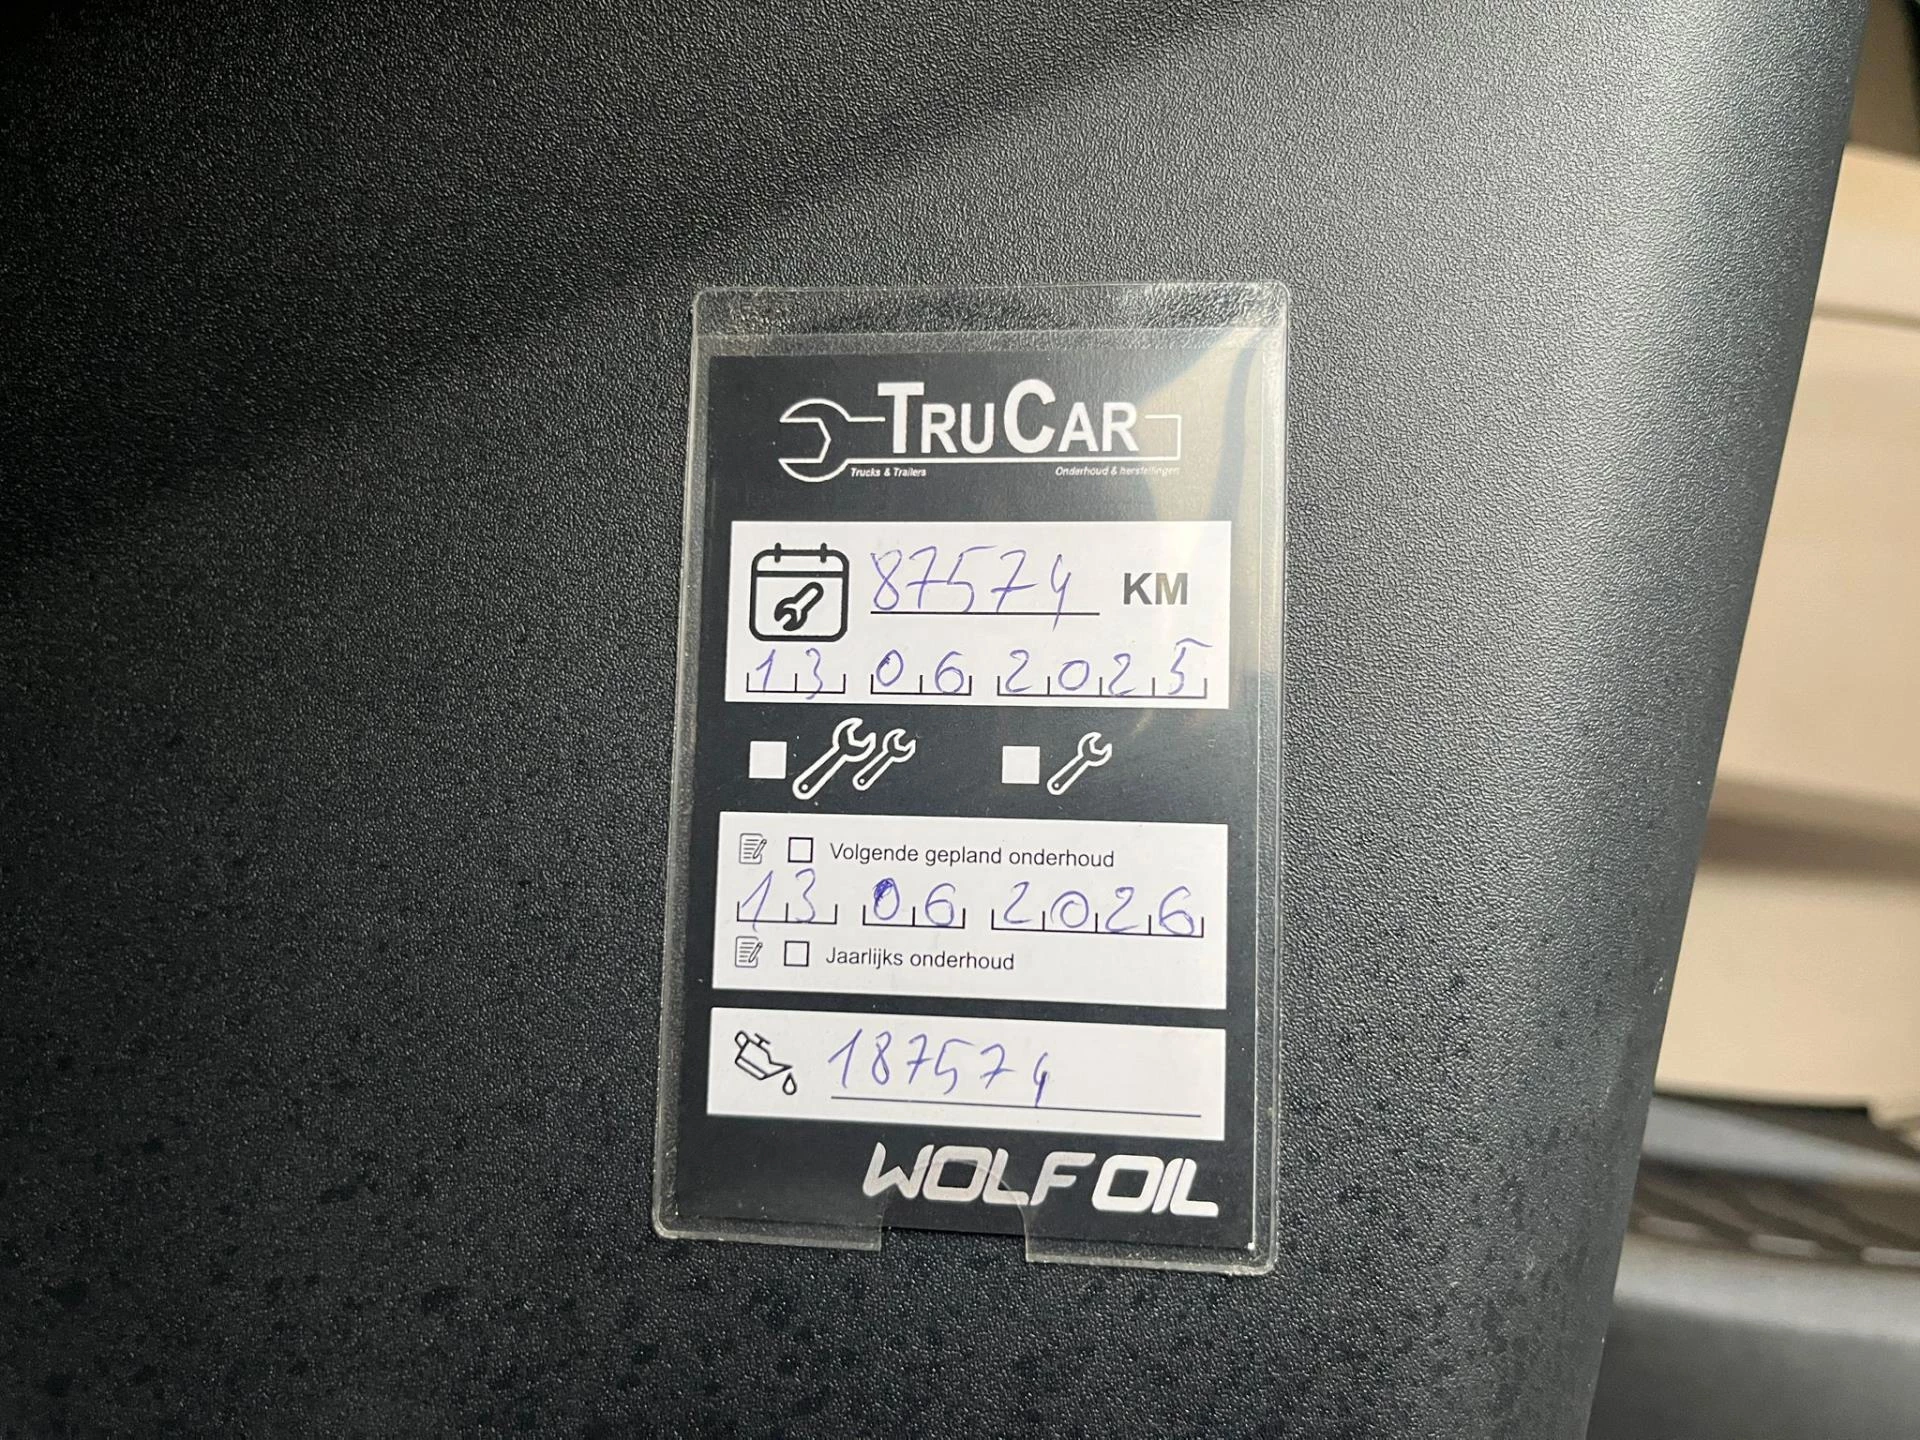 TRUCAR
Trucks & Trailers Onderhoud & herstellingen
87574 KM
13 06 2025
Volgende gepland onderhoud
13 06 2026
Jaarlijks onderhoud
187574
WOLF OIL